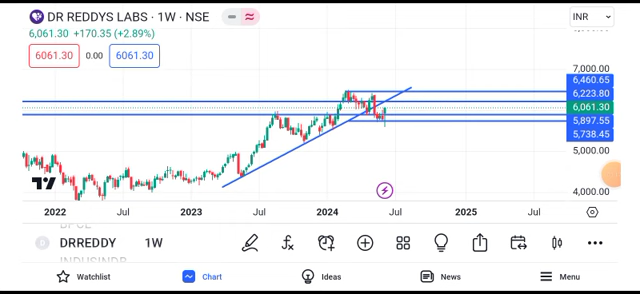 DR REDDYS LABS · 1W · NSE
INR
6,061.30 +170.35 (+2.89%)
6061.30 0.00 6061.30
7,000.00
6,460.65
6,223.80
6,061.30
5,897.55
5,738.45
5,000.00
4,000.00
2022 Jul 2023 Jul 2024 Jul 2025 Jul
DRREDDY 1W
Watchlist Chart Ideas News Menu